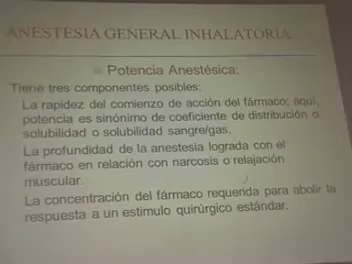 ANESTESIA GENERAL INHALATORIA
Potencia Anestésica:
Tiene tres componentes posibles:
La rapidez del comienzo de acción del fármaco; aquí,
potencia es sinónimo de coeficiente de distribución o
solubilidad o solubilidad sangre/gas.
La profundidad de la anestesia lograda con el
fármaco en relación con narcosis o relajación
muscular.
La concentración del fármaco requerida para abolir la
respuesta a un estimulo quirúrgico estándar.